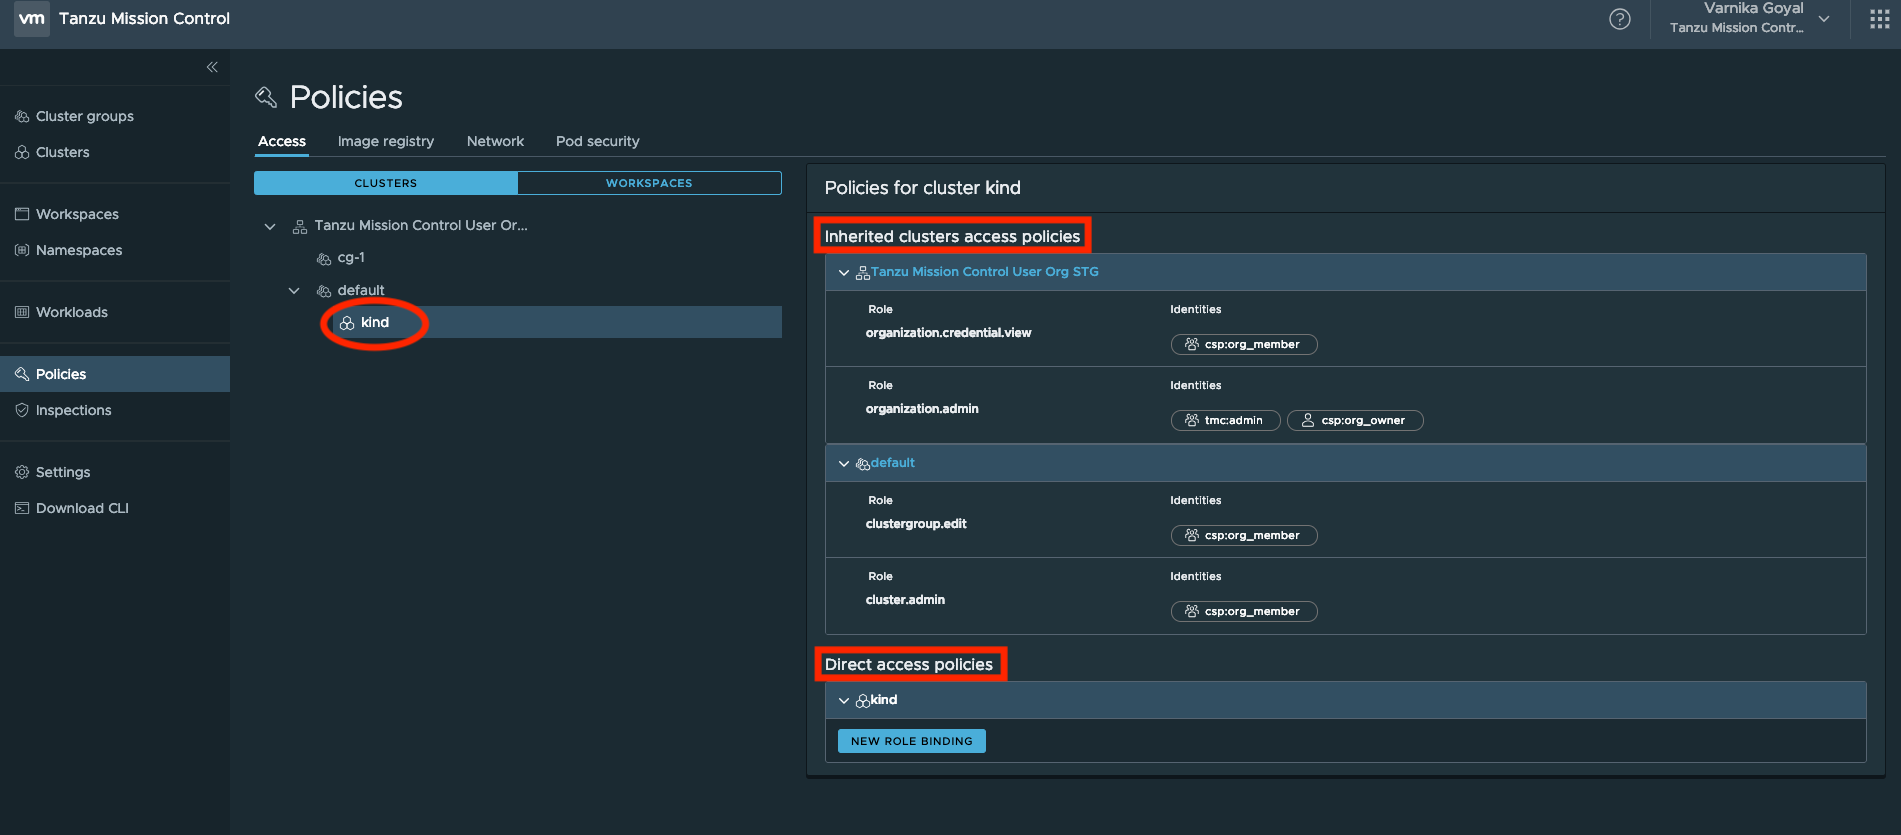 vm Tanzu Mission Control
Varnika Goyal
Tanzu Mission Contr...
Cluster groups
Clusters
Workspaces
Namespaces
Workloads
Policies
Inspections
Settings
Download CLI
Policies
Access Image registry Network Pod security
CLUSTERS WORKSPACES
Tanzu Mission Control User Or...
cg-1
default
kind
Policies for cluster kind
Inherited clusters access policies
Tanzu Mission Control User Org STG
Role Identities
organization.credential.view
csp:org_member
Role Identities
organization.admin
tmc:admin csp:org_owner
default
Role Identities
clustergroup.edit
csp:org_member
Role Identities
cluster.admin
csp:org_member
Direct access policies
kind
NEW ROLE BINDING